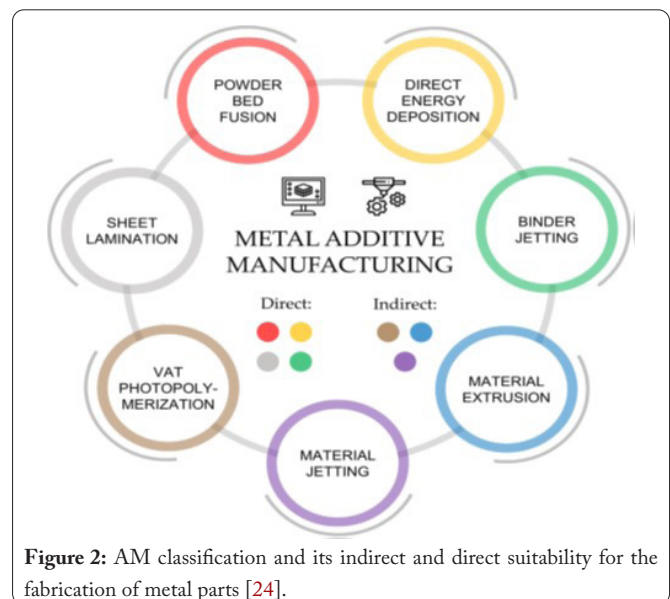 POWDER
BED
FUSION
DIRECT
ENERGY
DEPOSITION
SHEET
LAMINATION
BINDER
JETTING
METAL ADDITIVE
MANUFACTURING
Direct:
Indirect:
VAT
PHOTOPOLY-
MERIZATION
MATERIAL
EXTRUSION
MATERIAL
JETTING
Figure 2: AM classification and its indirect and direct suitability for the
fabrication of metal parts [24].